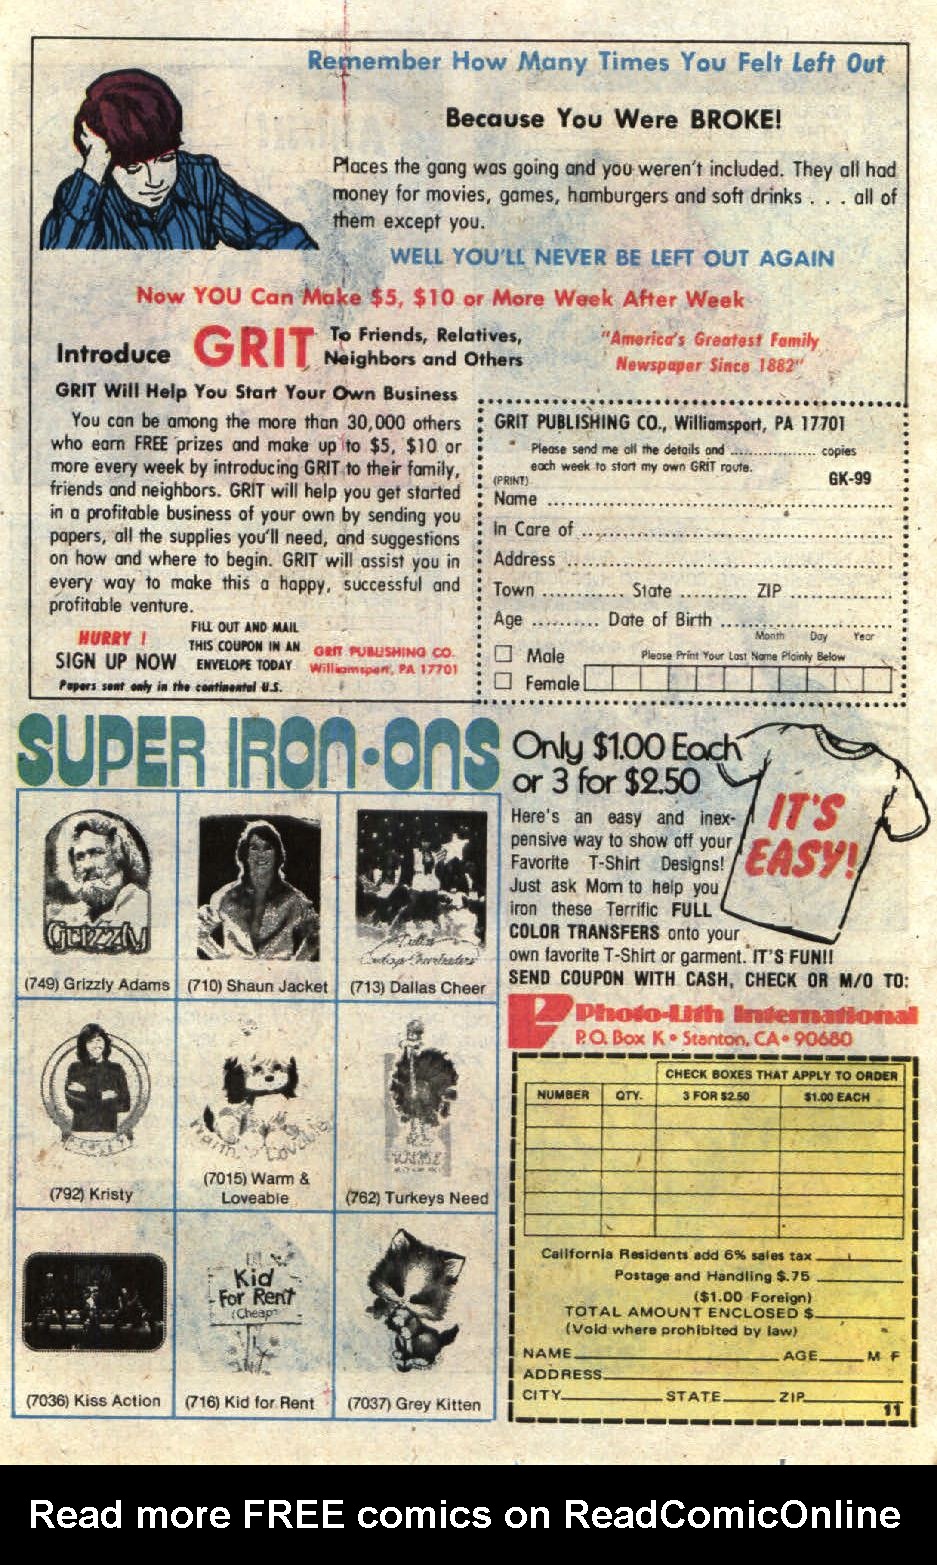 Remember How Many Times You Felt Left Out
Because You Were BROKE!
Places the gang was going and you weren't included. They all had
money for movies, games, hamburgers and soft drinks . . . all of
them except you.
WELL YOU'LL NEVER BE LEFT OUT AGAIN
Now YOU Can Make $5, $10 or More Week After Week
Introduce GRIT To Friends, Relatives,
Neighbors and Others
"America's Greatest Family
Newspaper Since 1882"
GRIT Will Help You Start Your Own Business
You can be among the more than 30,000 others
who earn FREE prizes and make up to $5, $10 or
more every week by introducing GRIT to their family,
friends and neighbors. GRIT will help you get started
in a profitable business of your own by sending you
papers, all the supplies you'll need, and suggestions
on how and where to begin. GRIT will assist you in
every way to make this a happy, successful and
profitable venture.
HURRY !
SIGN UP NOW
FILL OUT AND MAIL
THIS COUPON IN AN
ENVELOPE TODAY
GRIT PUBLISHING CO.
Williamsport, PA 17701
Papers sent only in the continental U.S.
GRIT PUBLISHING CO., Williamsport, PA 17701
Please send me all the details and .................. copies
each week to start my own GRIT route.
(PRINT) GK-99
Name
In Care of
Address
Town ............ State ............ ZIP
Age .......... Date of Birth
Month Day Year
Male Please Print Your Last Name Plainly Below
Female
SUPER IRON-ONS
Grizzly
(749) Grizzly Adams
(710) Shaun Jacket
(713) Dallas Cheer
(792) Kristy
Warm & Lovable
(7015) Warm &
Loveable
(762) Turkeys Need
(7036) Kiss Action
Kid
For Rent
(Cheap)
(716) Kid for Rent
(7037) Grey Kitten
Only $1.00 Each
or 3 for $2.50
IT'S
EASY!
Here's an easy and inex-
pensive way to show off your
Favorite T-Shirt Designs!
Just ask Mom to help you
iron these Terrific FULL
COLOR TRANSFERS onto your
own favorite T-Shirt or garment. IT'S FUN!!
SEND COUPON WITH CASH, CHECK OR M/O TO:
Photo-Lith International
P.O. Box K • Stanton, CA • 90680
CHECK BOXES THAT APPLY TO ORDER
NUMBER QTY. 3 FOR $2.50 $1.00 EACH
California Residents add 6% sales tax
Postage and Handling $.75
($1.00 Foreign)
TOTAL AMOUNT ENCLOSED $
(Void where prohibited by law)
NAME AGE M F
ADDRESS
CITY STATE ZIP
11
Read more FREE comics on ReadComicOnline